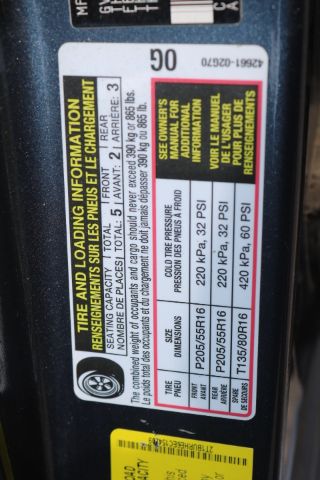 TIRE AND LOADING INFORMATION
RENSEIGNEMENTS SUR LES PNEUS ET LE CHARGEMENT
SEATING CAPACITY | TOTAL | FRONT | REAR
NOMBRE DE PLACES | TOTAL: 5 | AVANT: 2 | ARRIÈRE: 3
The combined weight of occupants and cargo should never exceed 390 kg or 865 lbs.
Le poids total des occupants et du chargement ne doit jamais dépasser 390 kg ou 865 lb.
TIRE SIZE COLD TIRE PRESSURE
PNEU DIMENSIONS PRESSION DES PNEUS À FROID
FRONT
AVANT
P205/55R16 220 kPa, 32 PSI
REAR
ARRIÈRE
P205/55R16 220 kPa, 32 PSI
SPARE
DE SECOURS
T135/80R16 420 kPa, 60 PSI
SEE OWNER'S
MANUAL FOR
ADDITIONAL
INFORMATION
VOIR LE MANUEL
DE L'USAGER
POUR PLUS DE
RENSEIGNEMENTS
0G
42661-02G70